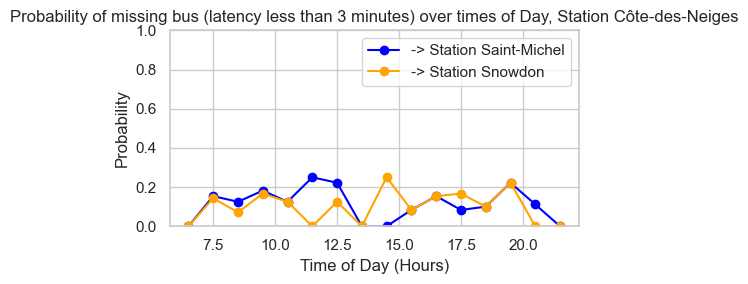 Probability of missing bus (latency less than 3 minutes) over times of Day, Station Côte-des-Neiges
1.0
-> Station Saint-Michel
-> Station Snowdon
0.8
0.6
0.4
0.2
0.0
Probability
7.5 10.0 12.5 15.0 17.5 20.0
Time of Day (Hours)